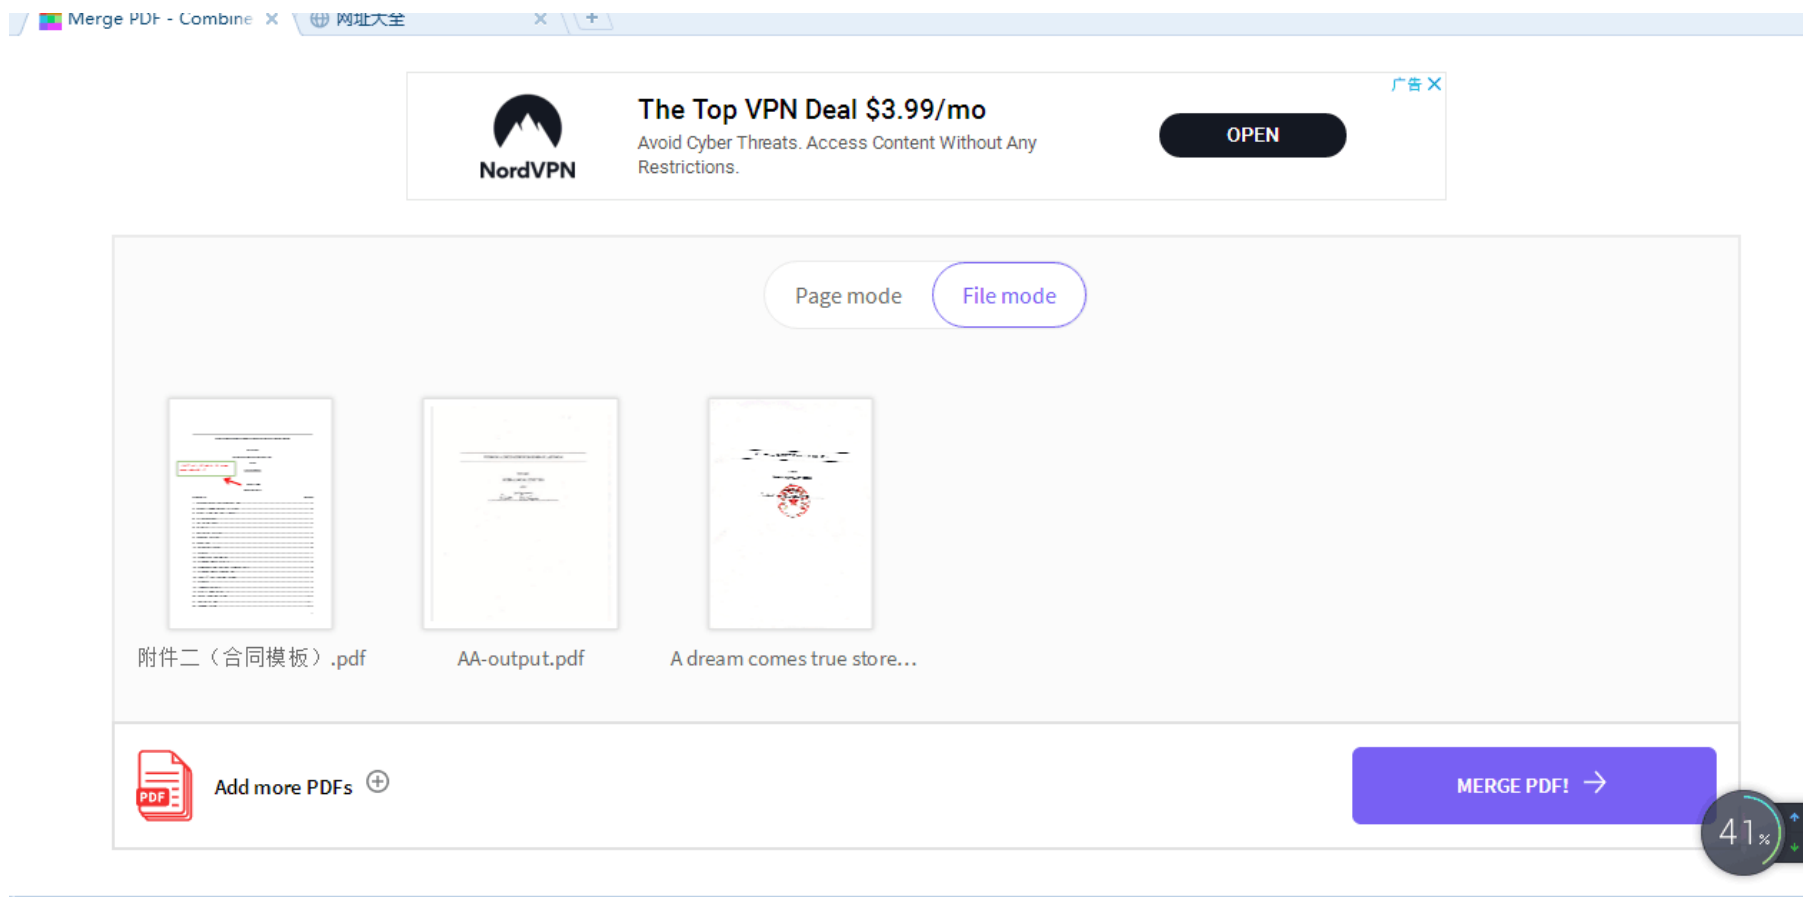 Merge PDF - Combine
网址大全
广告
NordVPN
The Top VPN Deal $3.99/mo
Avoid Cyber Threats. Access Content Without Any
Restrictions.
OPEN
Page mode
File mode
附件二（合同模板）.pdf
AA-output.pdf
A dream comes true store...
PDF
Add more PDFs
MERGE PDF!
41%